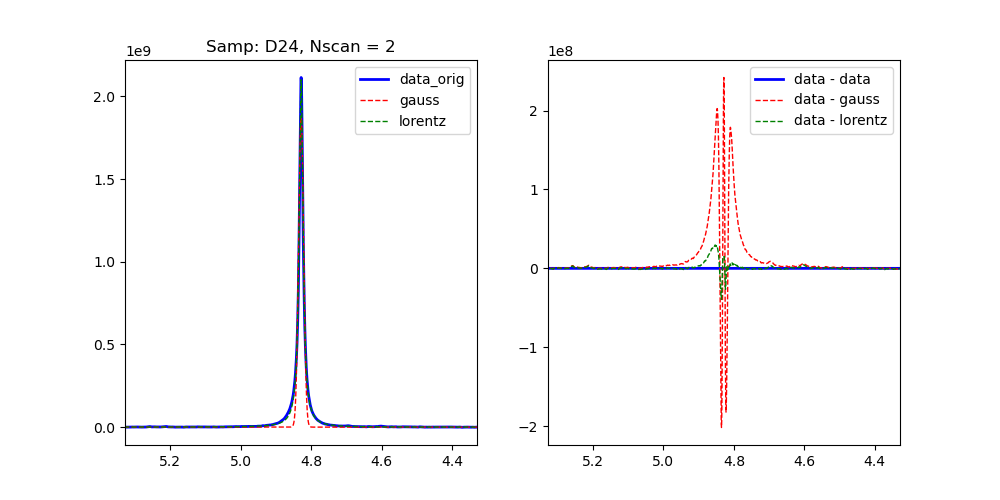 Samp: D24, Nscan = 2
1e9
data_orig
gauss
lorentz
2.0
1.5
1.0
0.5
0.0
5.2 5.0 4.8 4.6 4.4
1e8
data - data
data - gauss
data - lorentz
2
1
0
−1
−2
5.2 5.0 4.8 4.6 4.4